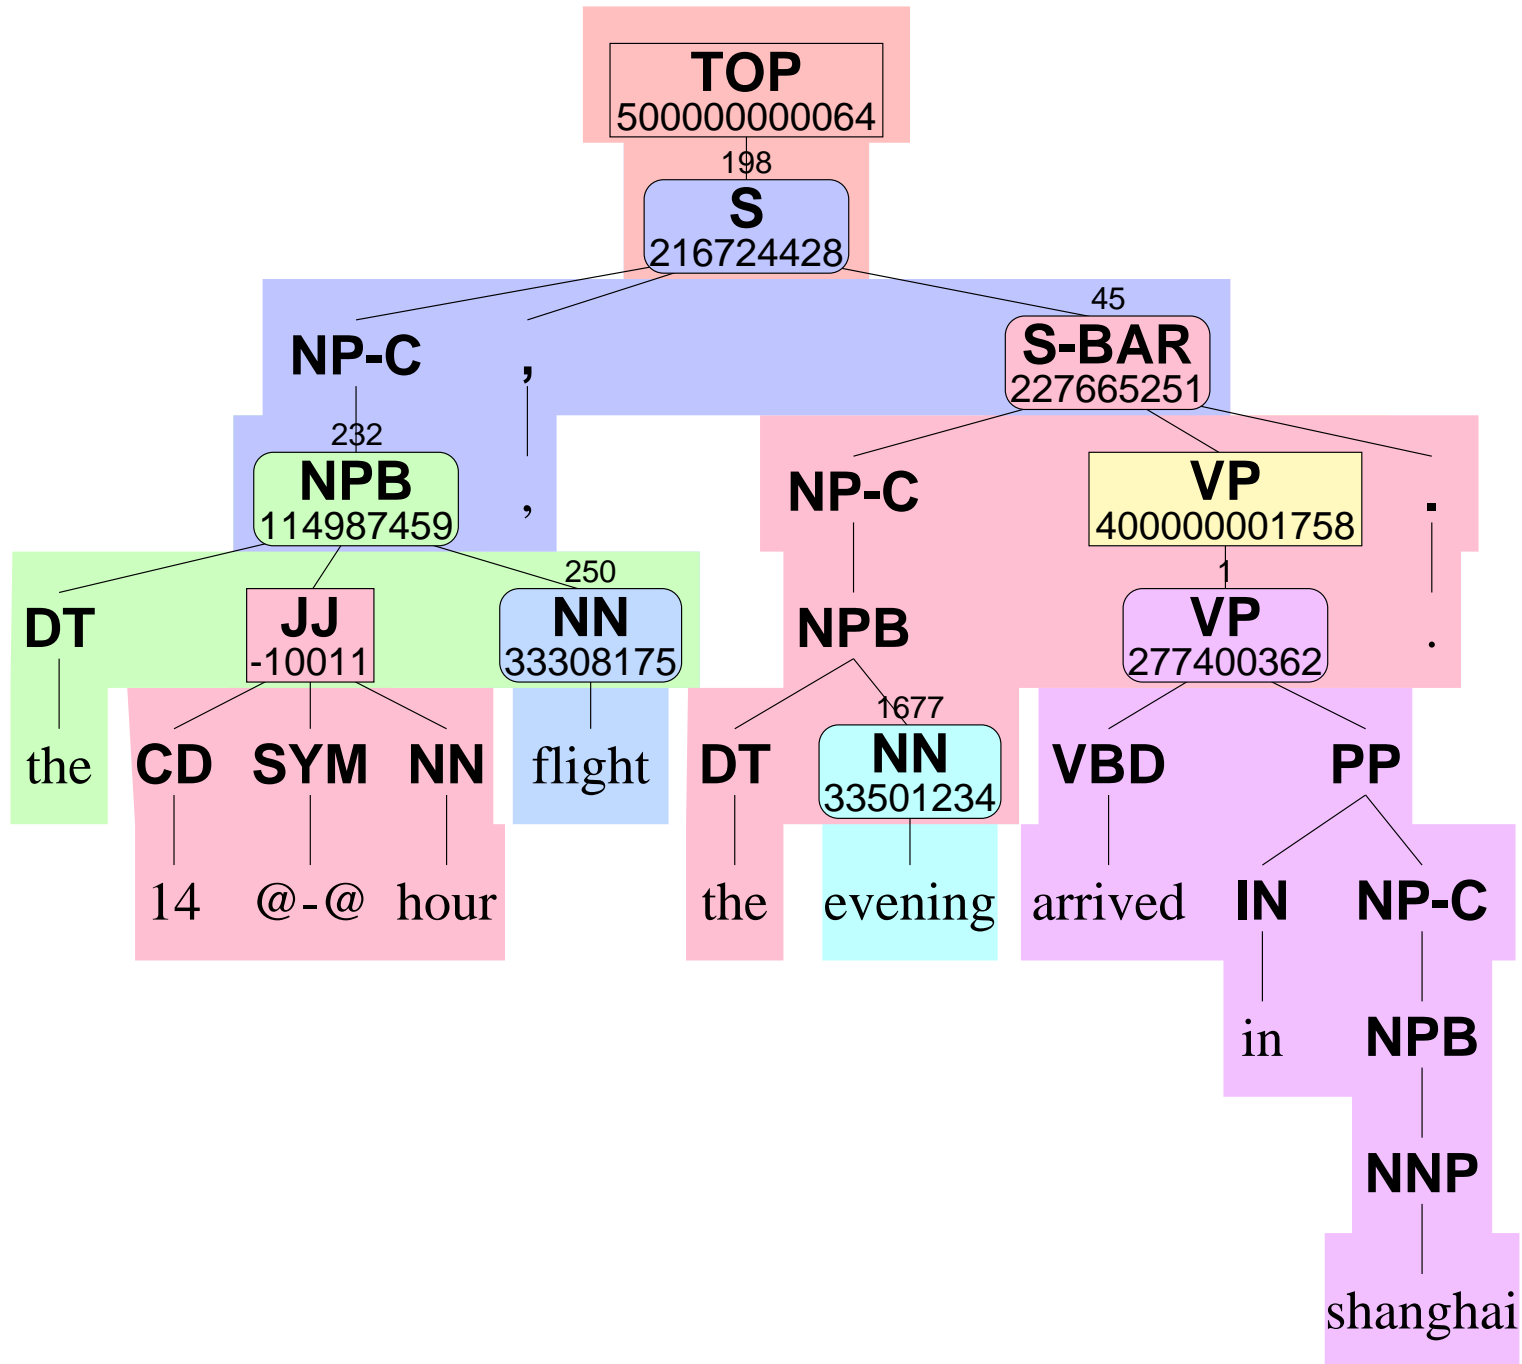 TOP
500000000064
198
S
216724428
45
NP-C , S-BAR
227665251
232
NPB , NP-C VP .
114987459 400000001758
250 1
DT JJ NN NPB VP .
-10011 33308175 277400362
1677
the CD SYM NN flight DT NN VBD PP
33501234
14 @-@ hour the evening arrived IN NP-C
in NPB
NNP
shanghai